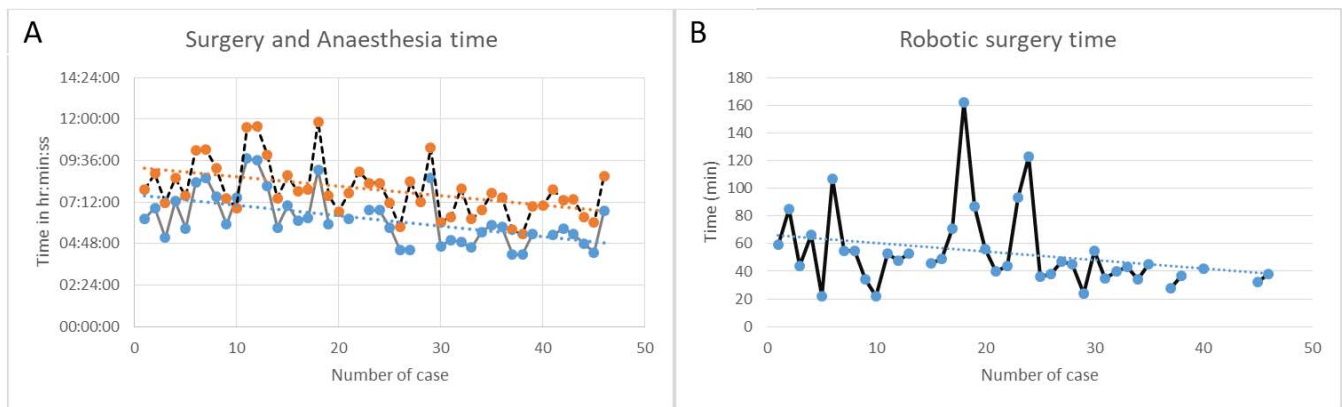 A
Surgery and Anaesthesia time
Time in hr:min:ss
14:24:00
12:00:00
09:36:00
07:12:00
04:48:00
02:24:00
00:00:00
0 10 20 30 40 50
Number of case
B
Robotic surgery time
Time (min)
180
160
140
120
100
80
60
40
20
0
0 10 20 30 40 50
Number of case